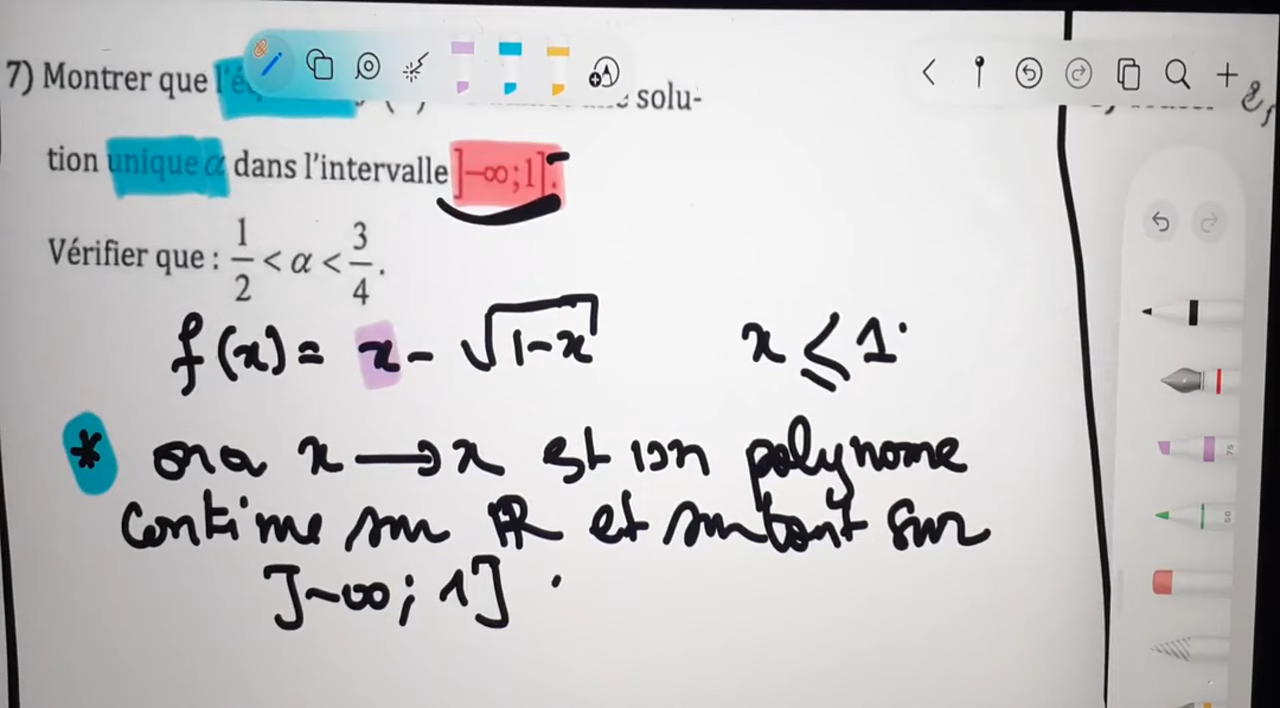 7) Montrer que l'é solu-
tion unique α dans l'intervalle ]-∞;1].
Vérifier que : 1/2 < α < 3/4.
f(x) = x - √(1-x) x ≤ 1.
* on a x → x est un polynome
continue sur ℝ et surtout sur
]-∞; 1] .